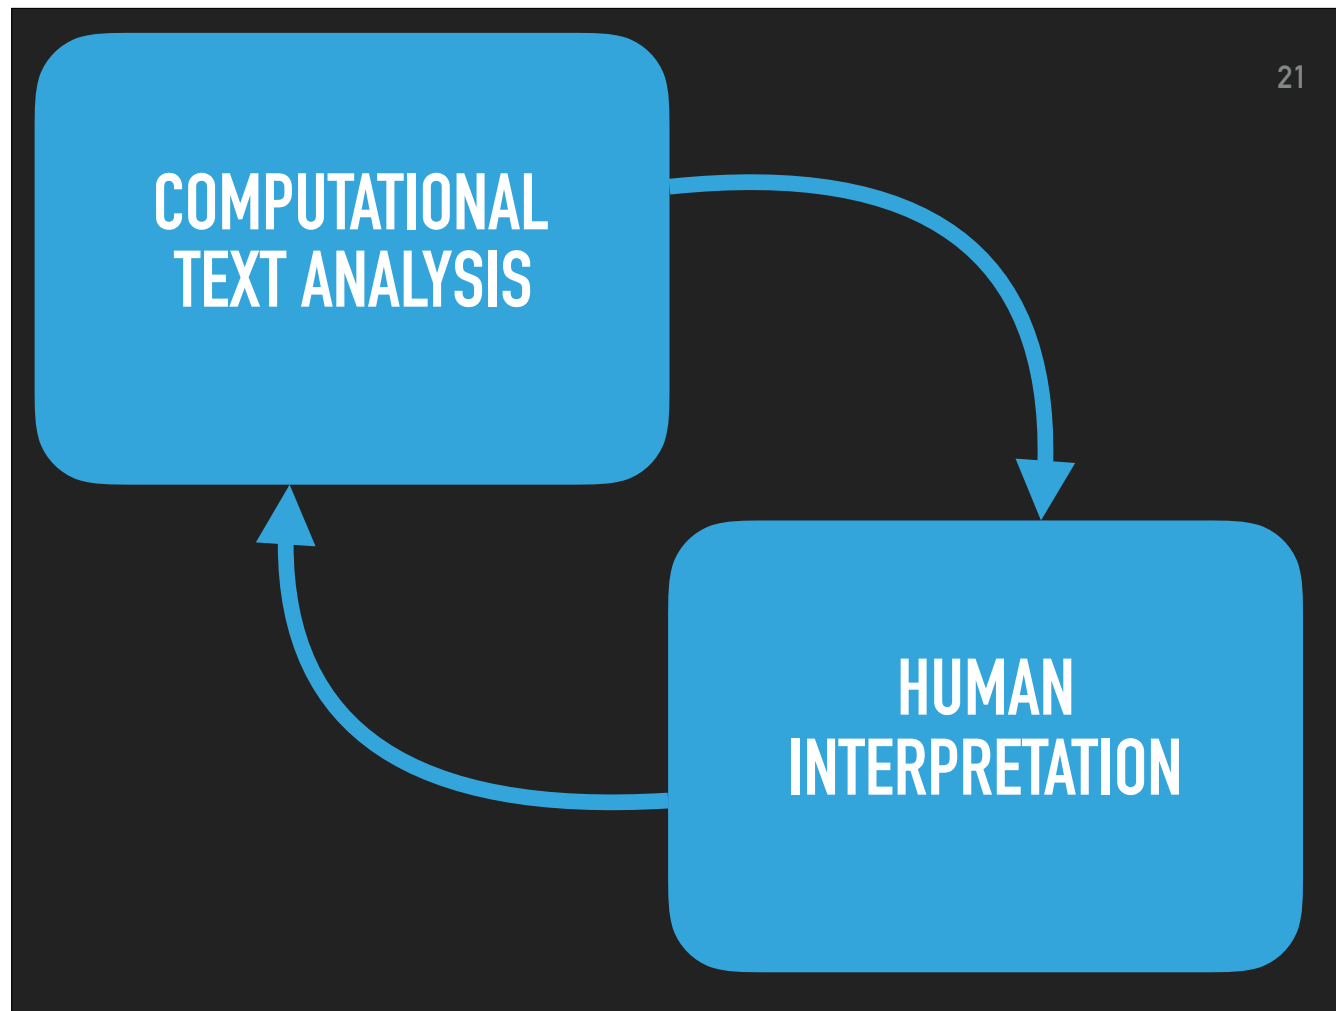 21
COMPUTATIONAL
TEXT ANALYSIS
HUMAN
INTERPRETATION